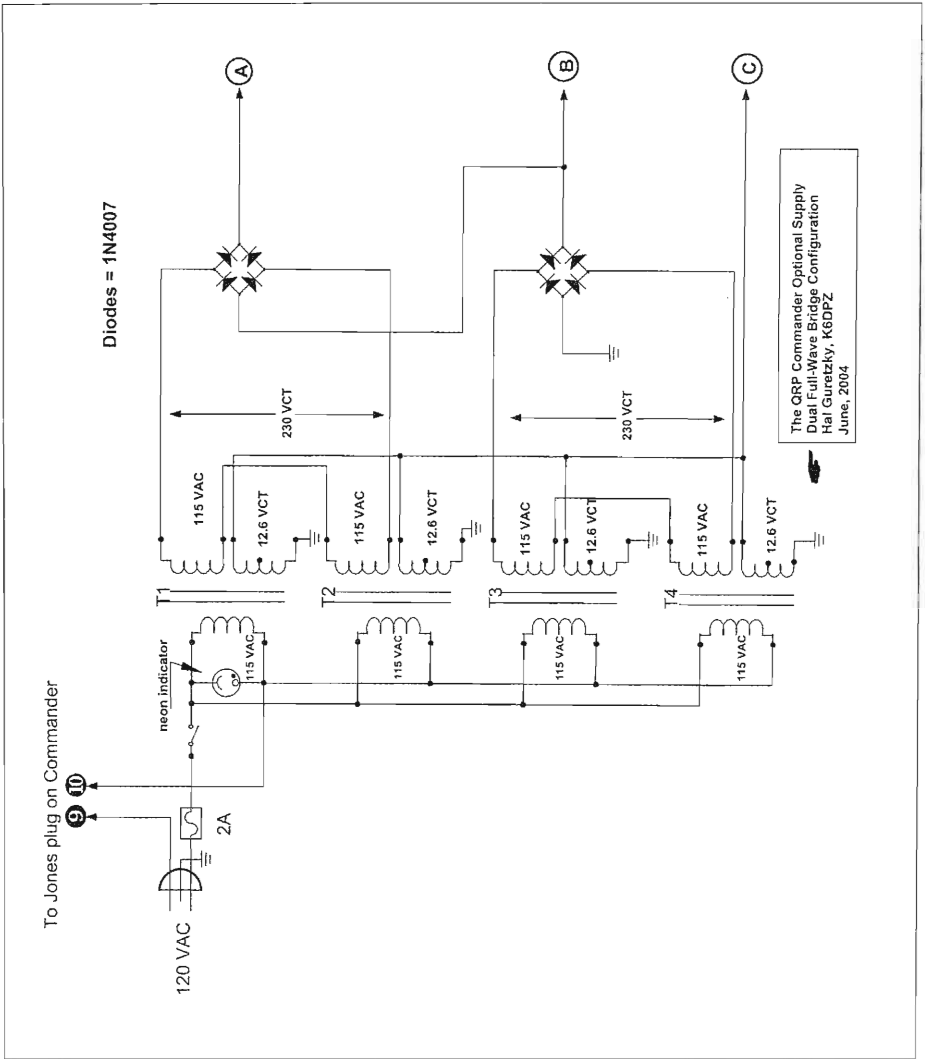 To Jones plug on Commander
9
10
120 VAC
2A
neon indicator
Diodes = 1N4007
T1
115 VAC
115 VAC
12.6 VCT
230 VCT
A
T2
115 VAC
115 VAC
12.6 VCT
T3
115 VAC
115 VAC
12.6 VCT
230 VCT
B
T4
115 VAC
115 VAC
12.6 VCT
C
The QRP Commander Optional Supply
Dual Full-Wave Bridge Configuration
Hal Guretzky, K6DPZ
June, 2004